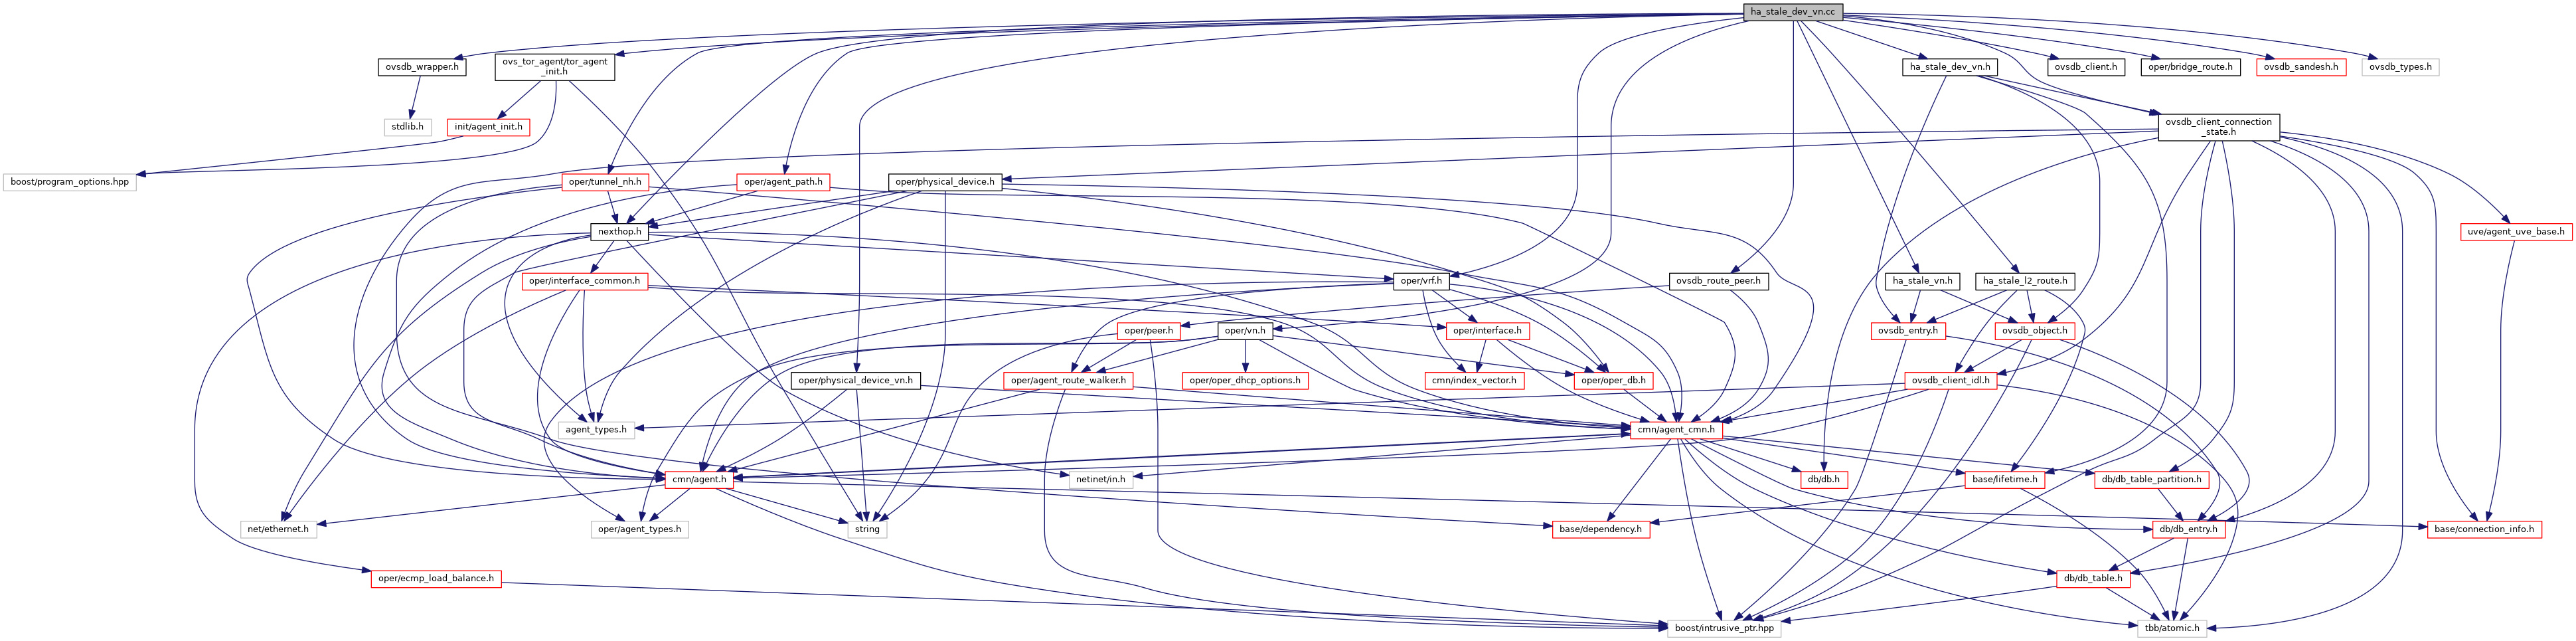 ha_stale_dev_vn.cc
ovsdb_wrapper.h
ovs_tor_agent/tor_agent
_init.h
ha_stale_dev_vn.h
ovsdb_client.h
oper/bridge_route.h
ovsdb_sandesh.h
ovsdb_types.h
stdlib.h
init/agent_init.h
ovsdb_client_connection
_state.h
boost/program_options.hpp
oper/tunnel_nh.h
oper/agent_path.h
oper/physical_device.h
nexthop.h
uve/agent_uve_base.h
oper/interface_common.h
oper/vrf.h
ovsdb_route_peer.h
ha_stale_vn.h
ha_stale_l2_route.h
oper/peer.h
oper/vn.h
oper/interface.h
ovsdb_entry.h
ovsdb_object.h
oper/physical_device_vn.h
oper/agent_route_walker.h
oper/oper_dhcp_options.h
cmn/index_vector.h
oper/oper_db.h
ovsdb_client_idl.h
agent_types.h
cmn/agent_cmn.h
cmn/agent.h
netinet/in.h
db/db.h
base/lifetime.h
db/db_table_partition.h
net/ethernet.h
oper/agent_types.h
string
base/dependency.h
db/db_entry.h
base/connection_info.h
oper/ecmp_load_balance.h
db/db_table.h
boost/intrusive_ptr.hpp
tbb/atomic.h